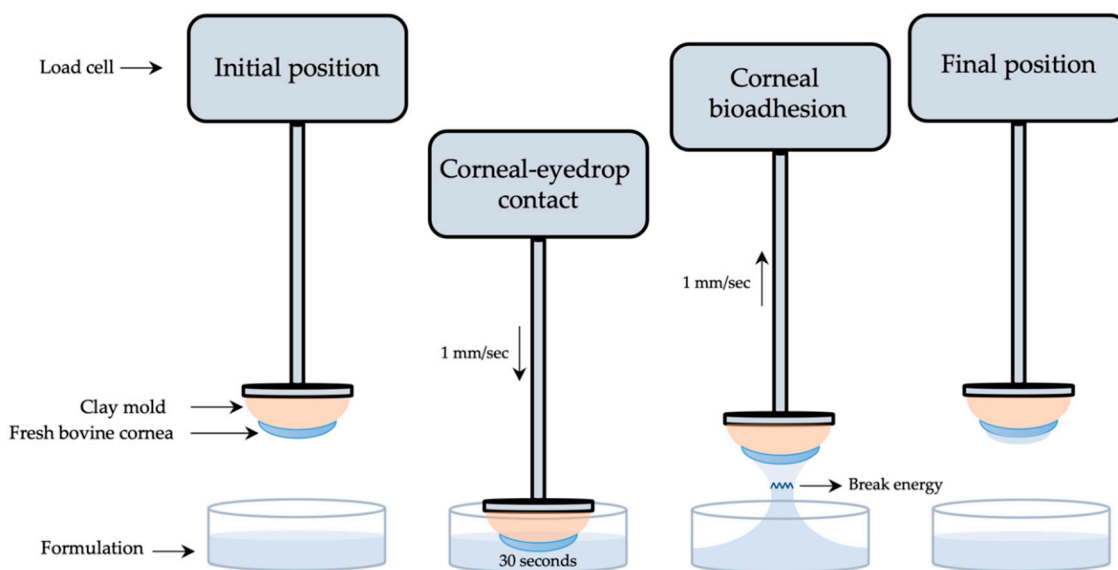 Load cell
Initial position
Corneal-eyedrop
contact
Corneal
bioadhesion
Final position
1 mm/sec
1 mm/sec
Clay mold
Fresh bovine cornea
Break energy
Formulation
30 seconds